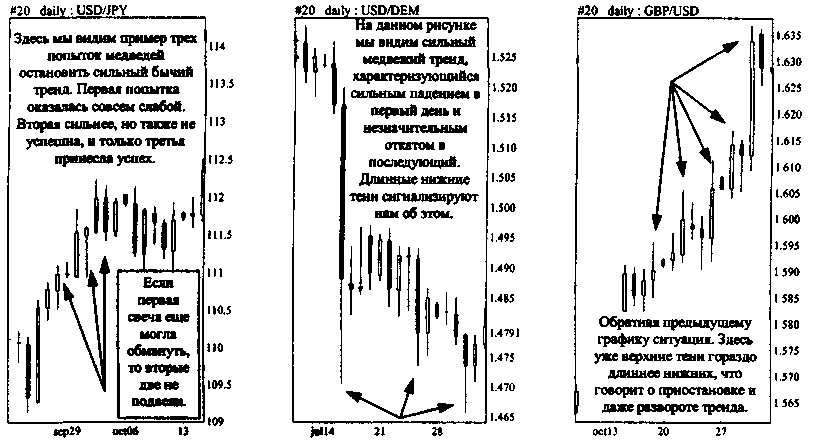 #20 daily : USD/JPY
Здесь мы видим пример трех
попыток медведей
остановить сильный бычий
тренд. Первая попытка
оказалась совсем слабой.
Вторая сильнее, но также не
успешна, и только третья
принесла успех.
114
113.5
113
112.5
112
111.5
111
110.5
110
109.5
109
Если
первая
свеча еще
могла
обмануть,
то вторые
две не
подвели.
sep29 oct06 13
#20 daily : USD/DEM
На данном рисунке
мы видим сильный
медвежий тренд,
характеризующийся
сильным падением в
первый день и
незначительным
откатом в
последующий.
Длинные нижние
тени сигнализируют
нам об этом.
1.525
1.520
1.515
1.510
1.505
1.500
1.495
1.490
1.485
1.4791
1.475
1.470
1.465
jul14 21 28
#20 daily : GBP/USD
1.635
1.630
1.625
1.620
1.615
1.610
1.605
1.600
1.595
1.590
1.585
1.580
1.575
1.570
1.565
Обратная предыдущему
графику ситуация. Здесь
уже верхние тени гораздо
длиннее нижних, что
говорит о приостановке и
даже развороте тренда.
oct13 20 27